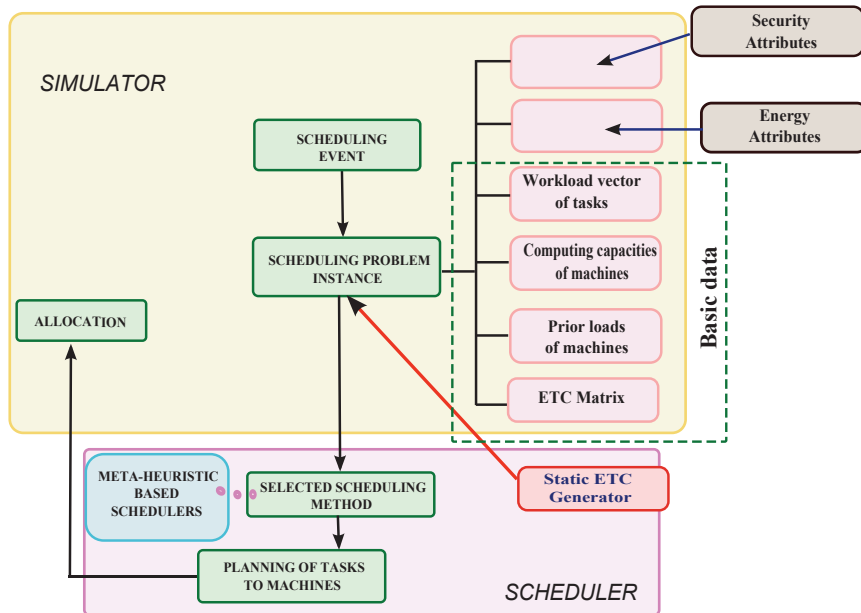 Security
Attributes
SIMULATOR
Energy
Attributes
SCHEDULING
EVENT
Workload vector
of tasks
SCHEDULING PROBLEM
INSTANCE
Computing capacities
of machines
Basic data
ALLOCATION
Prior loads
of machines
ETC Matrix
META-HEURISTIC
BASED
SCHEDULERS
SELECTED SCHEDULING
METHOD
Static ETC
Generator
PLANNING OF TASKS
TO MACHINES
SCHEDULER